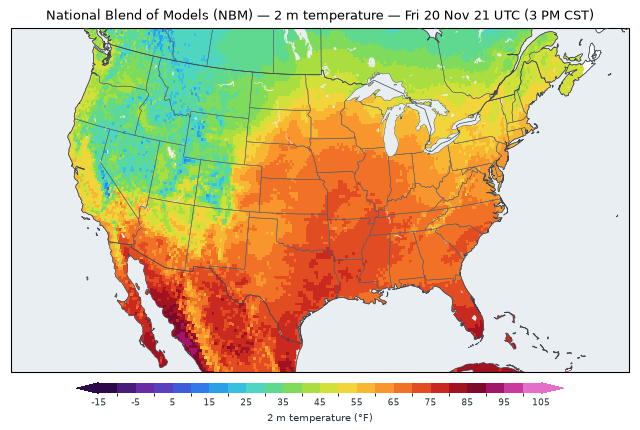 National Blend of Models (NBM) — 2 m temperature — Fri 20 Nov 21 UTC (3 PM CST)
-15 -5 5 15 25 35 45 55 65 75 85 95 105
2 m temperature (°F)